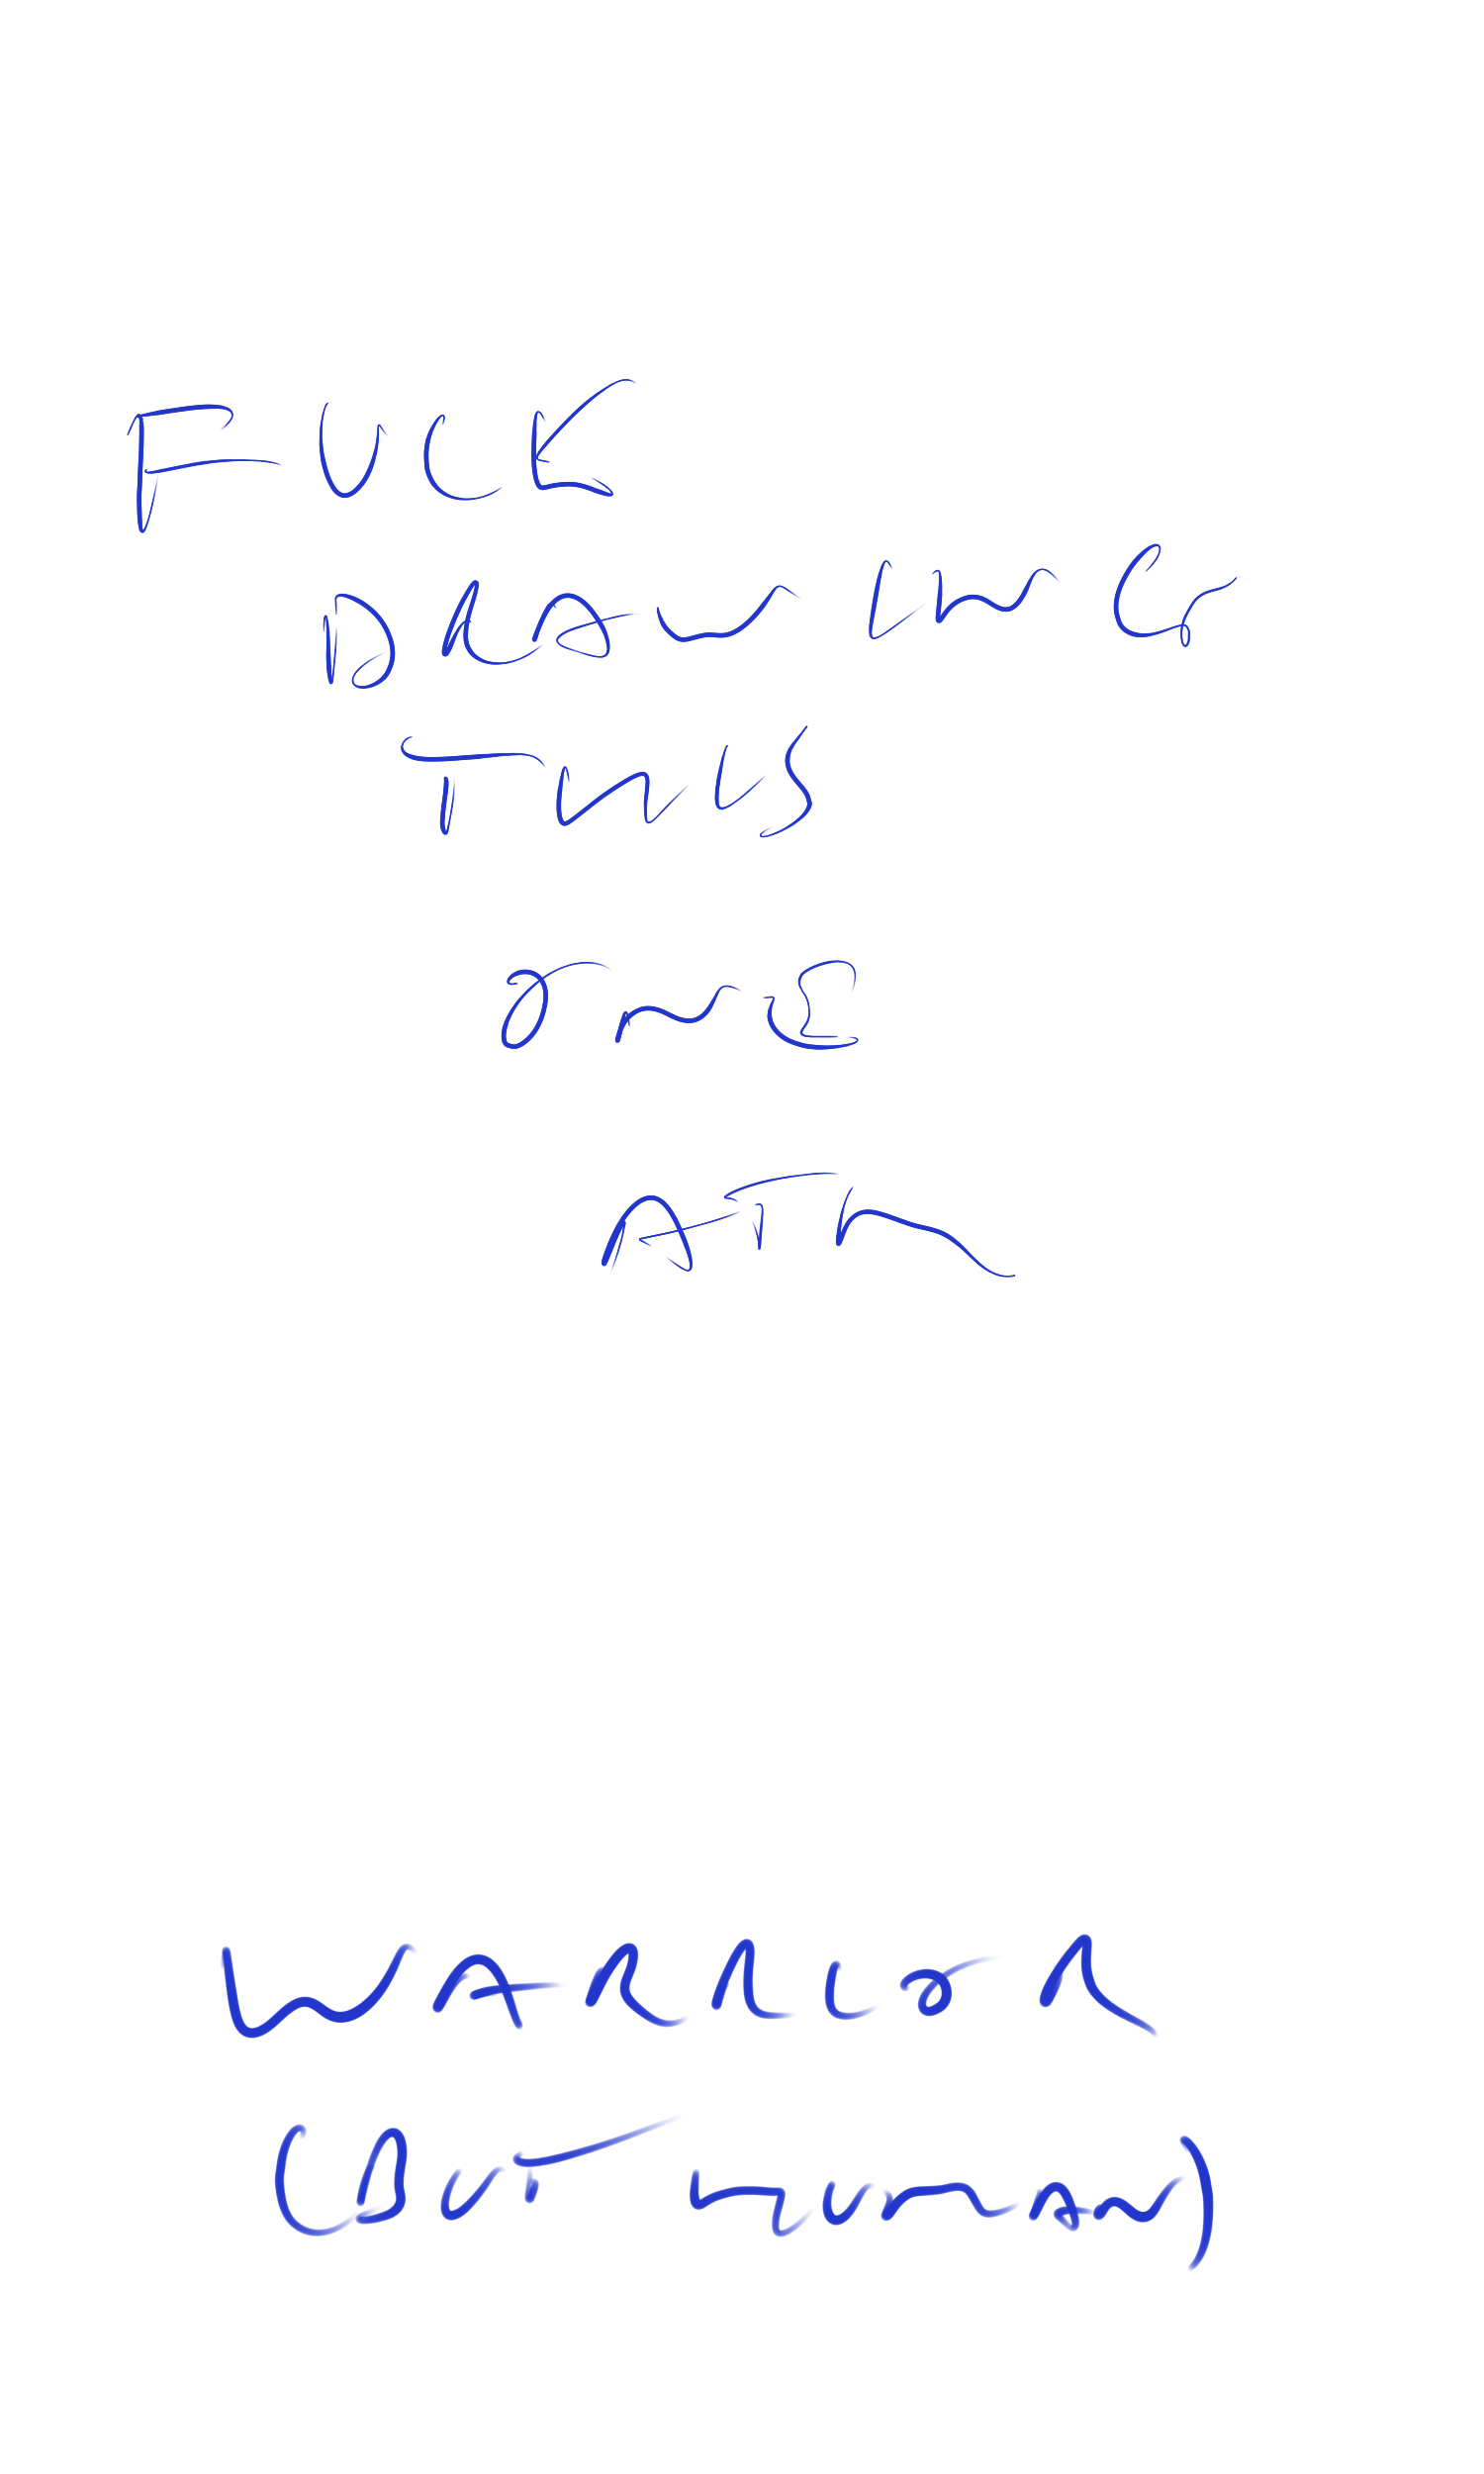 FUCK
DRAWING
THIS
ONE
ATM
WARRIOR
(BUT HUMAN)